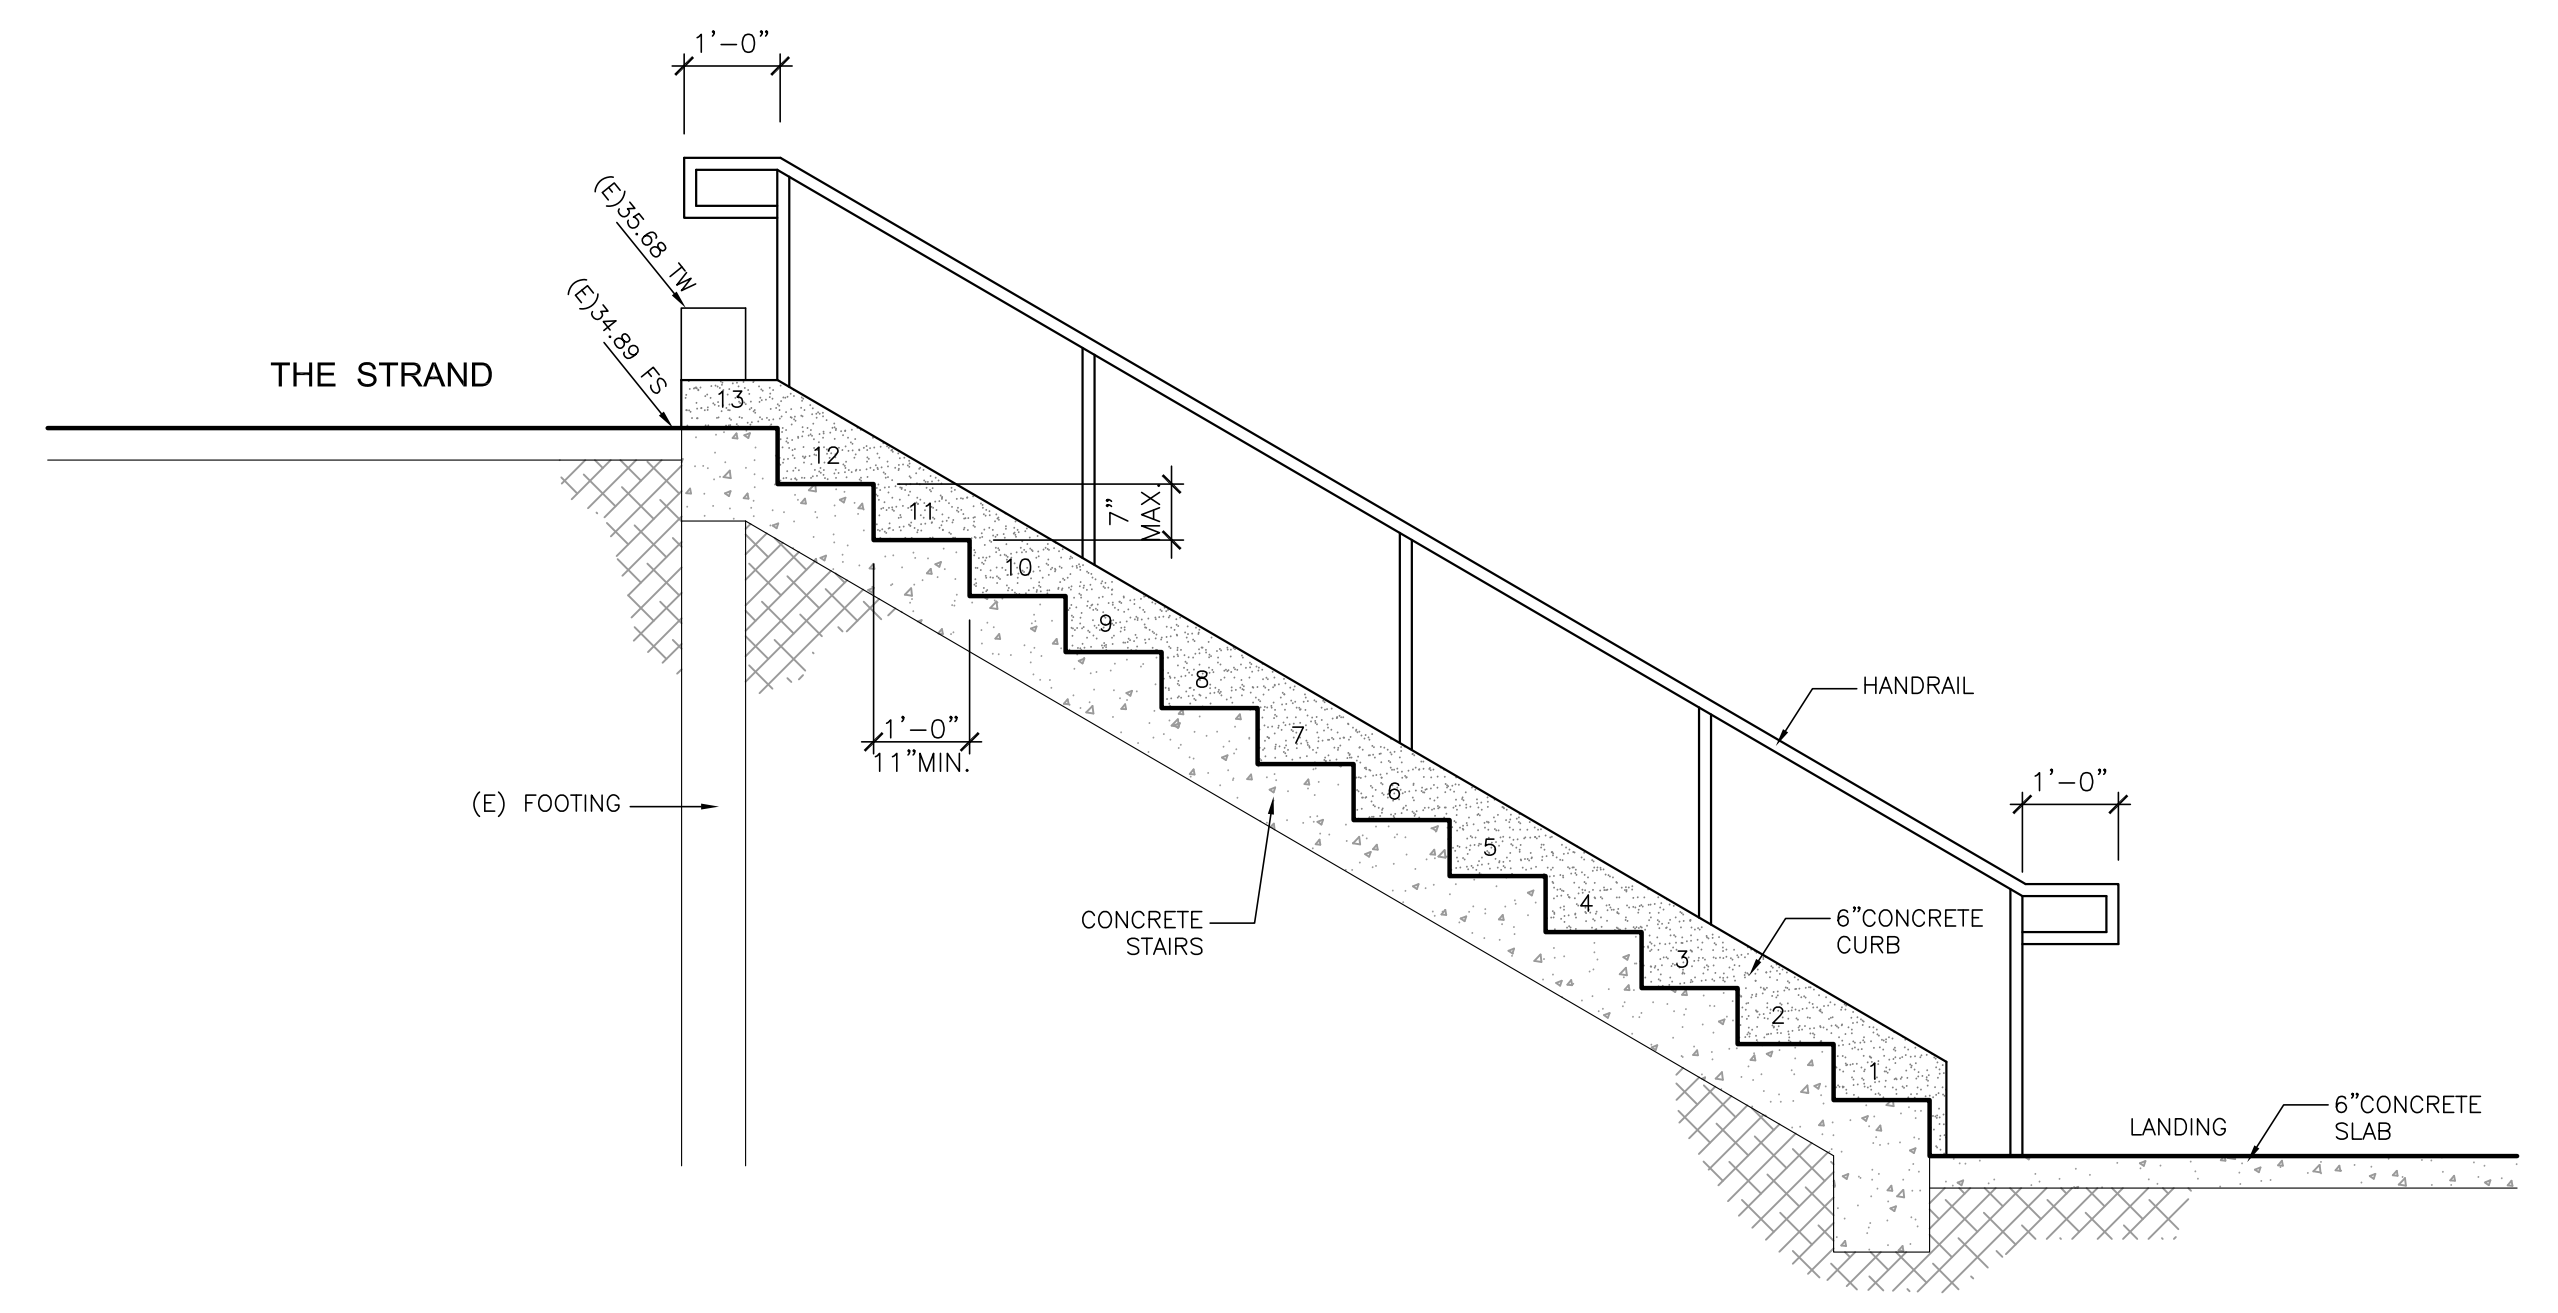 1'-0"
(E)35.68 TW
(E)34.89 FS
THE STRAND
13
12
11
10
9
8
7
6
5
4
3
2
1
7"
MAX.
1'-0"
11"MIN.
(E) FOOTING
CONCRETE
STAIRS
HANDRAIL
1'-0"
6"CONCRETE
CURB
LANDING
6"CONCRETE
SLAB